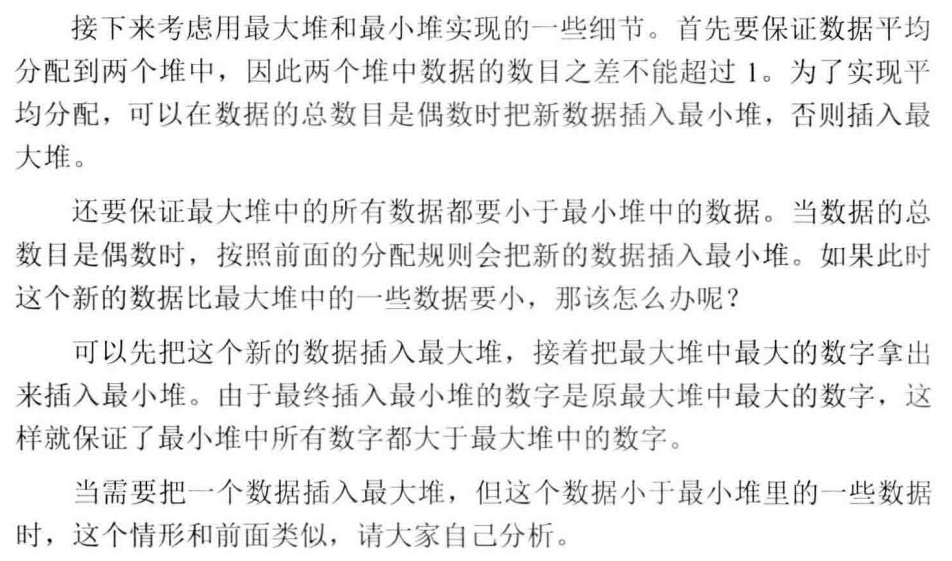 接下来考虑用最大堆和最小堆实现的一些细节。首先要保证数据平均
分配到两个堆中，因此两个堆中数据的数目之差不能超过 1。为了实现平
均分配，可以在数据的总数目是偶数时把新数据插入最小堆，否则插入最
大堆。
还要保证最大堆中的所有数据都要小于最小堆中的数据。当数据的总
数目是偶数时，按照前面的分配规则会把新的数据插入最小堆。如果此时
这个新的数据比最大堆中的一些数据要小，那该怎么办呢？
可以先把这个新的数据插入最大堆，接着把最大堆中最大的数字拿出
来插入最小堆。由于最终插入最小堆的数字是原最大堆中最大的数字，这
样就保证了最小堆中所有数字都大于最大堆中的数字。
当需要把一个数据插入最大堆，但这个数据小于最小堆里的一些数据
时，这个情形和前面类似，请大家自己分析。